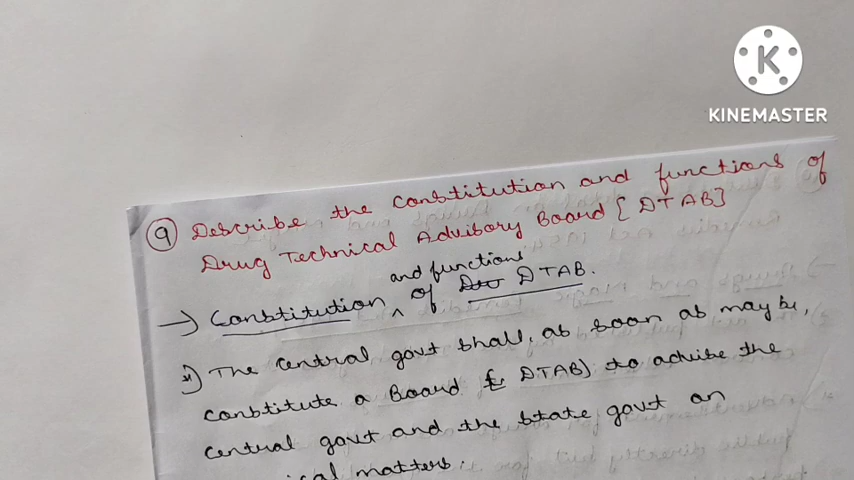 KINEMASTER
9 Describe the constitution and functions of
Drug Technical Advisory Board [DTAB]
→ Constitution and functions of DTAB.
*) The central govt shall, as soon as may be,
constitute a Board (DTAB) to advise the
central govt and the state govt on
matters.